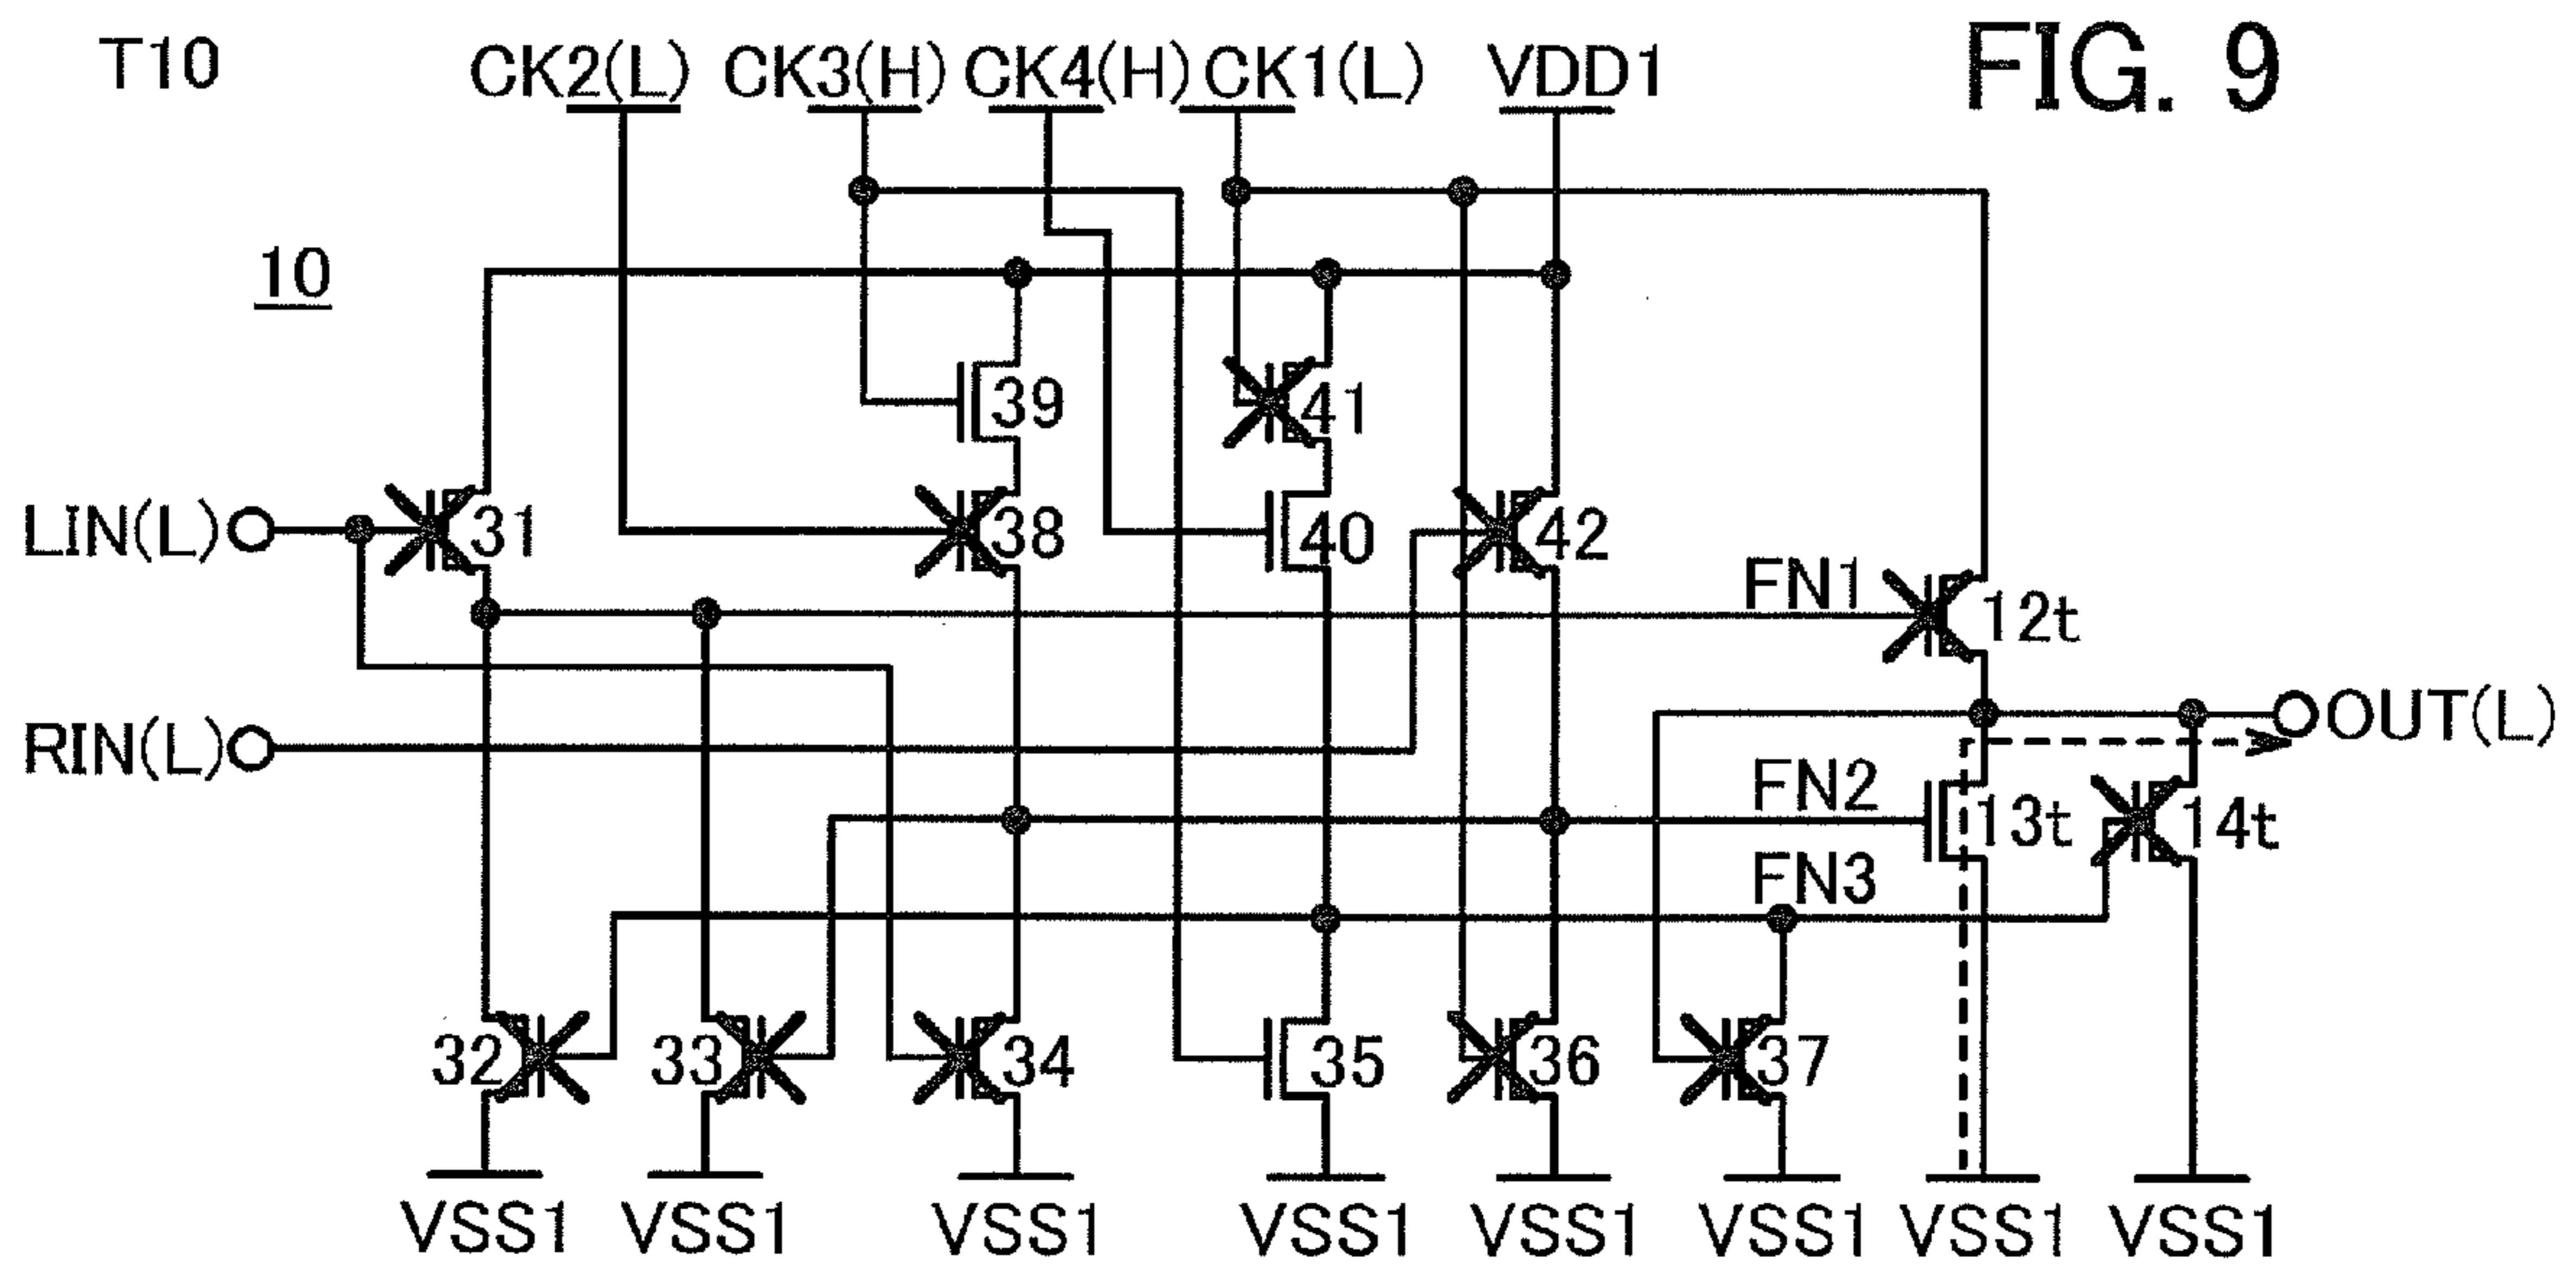 T10
CK2(L) CK3(H) CK4(H) CK1(L) VDD1
FIG. 9
10
39
41
LIN(L)
31
38
40
42
FN1
12t
RIN(L)
OUT(L)
FN2
13t
14t
FN3
32
33
34
35
36
37
VSS1 VSS1 VSS1 VSS1 VSS1 VSS1 VSS1 VSS1